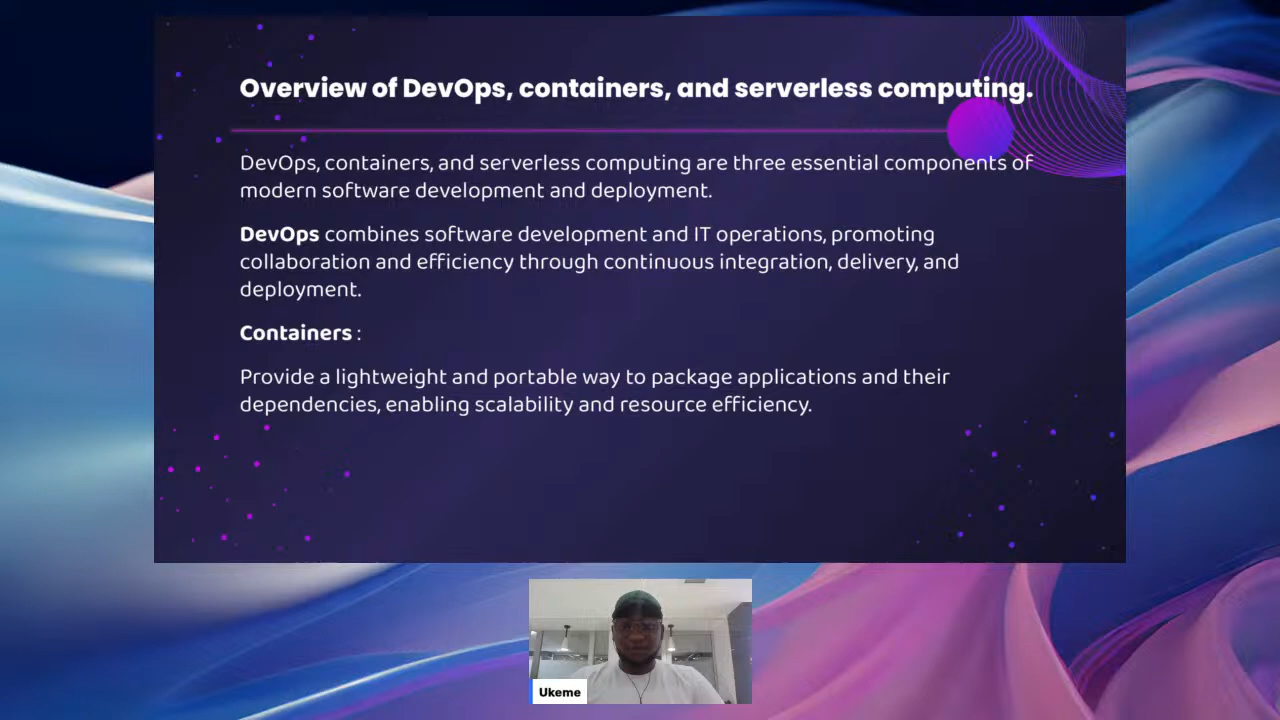 Overview of DevOps, containers, and serverless computing.
DevOps, containers, and serverless computing are three essential components of
modern software development and deployment.
DevOps combines software development and IT operations, promoting
collaboration and efficiency through continuous integration, delivery, and
deployment.
Containers :
Provide a lightweight and portable way to package applications and their
dependencies, enabling scalability and resource efficiency.
Ukeme